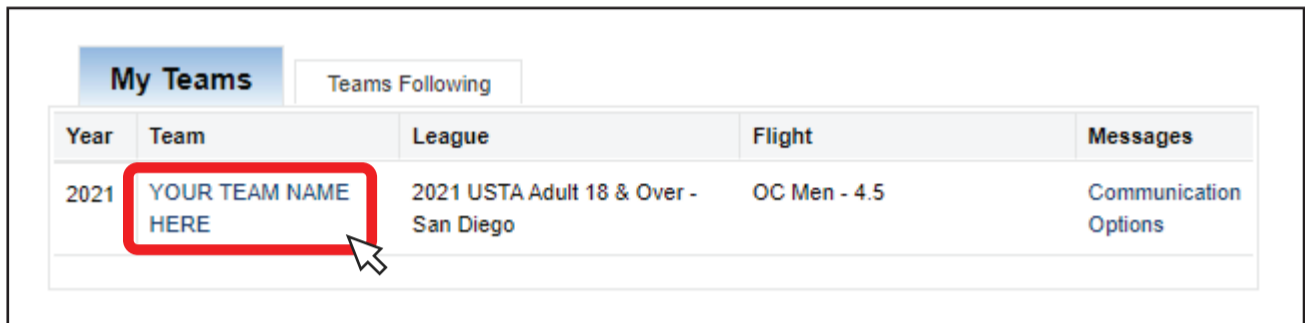 My Teams
Teams Following
Year Team League Flight Messages
2021 YOUR TEAM NAME 2021 USTA Adult 18 & Over - OC Men - 4.5 Communication
HERE San Diego Options